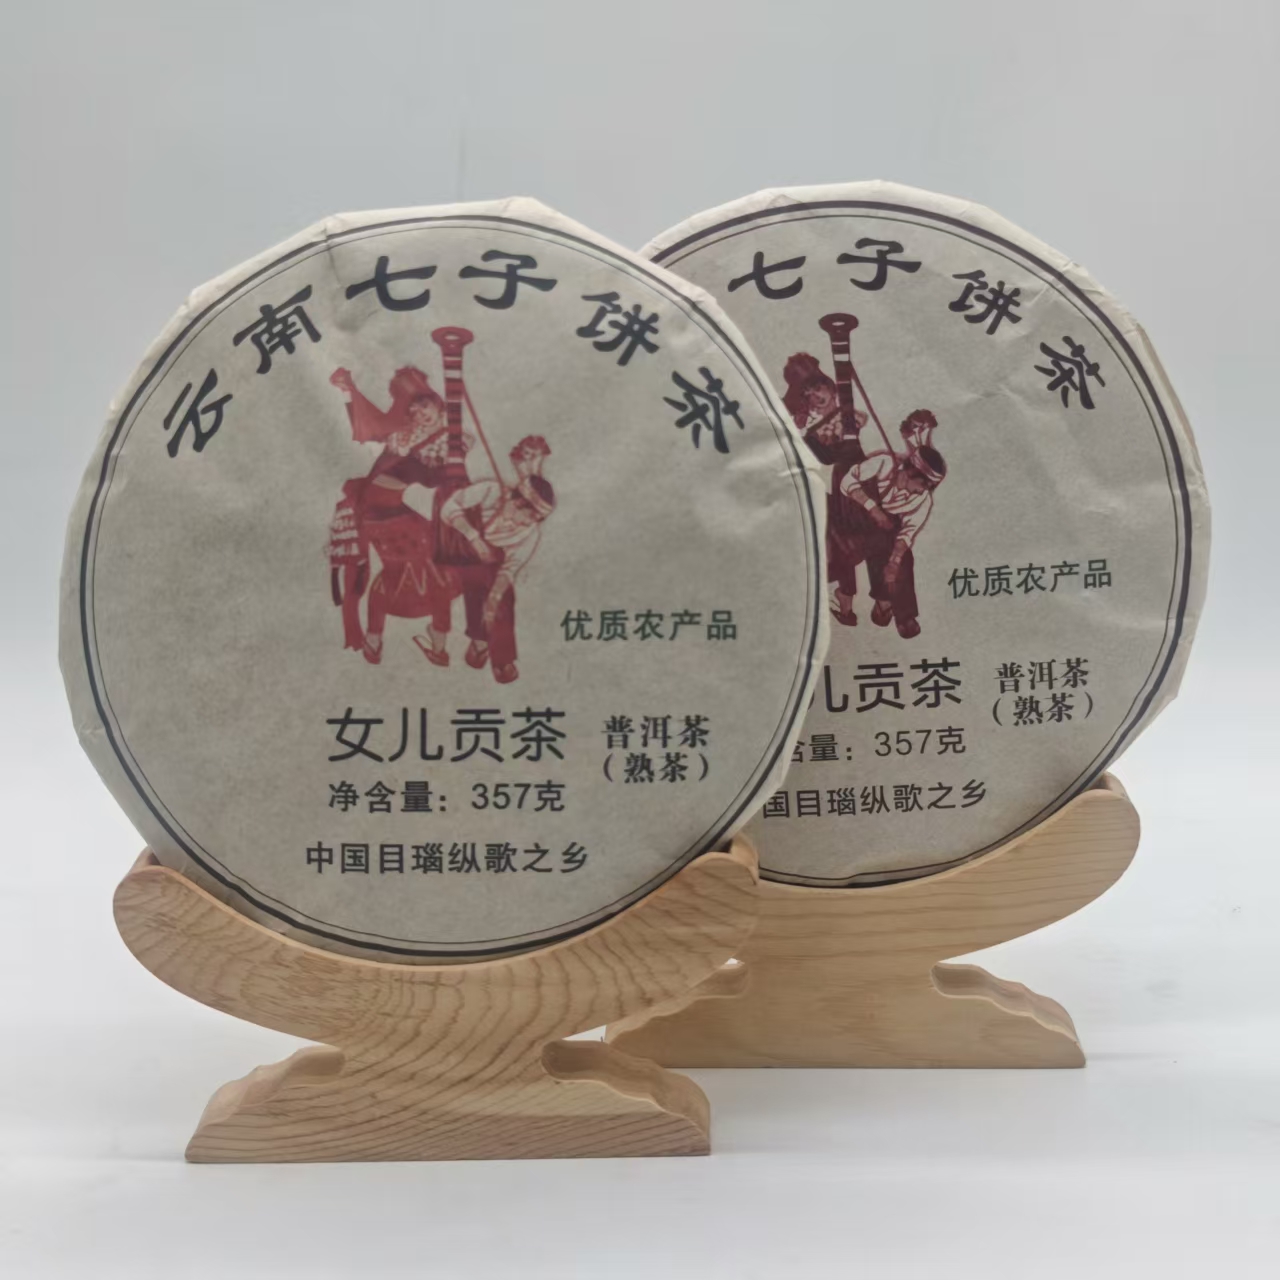 云南七子饼茶
优质农产品
女儿贡茶
普洱茶
（熟茶）
净含量：357克
中国目瑙纵歌之乡
七子饼茶
优质农产品
儿贡茶
普洱茶
（熟茶）
含量：357克
国目瑙纵歌之乡